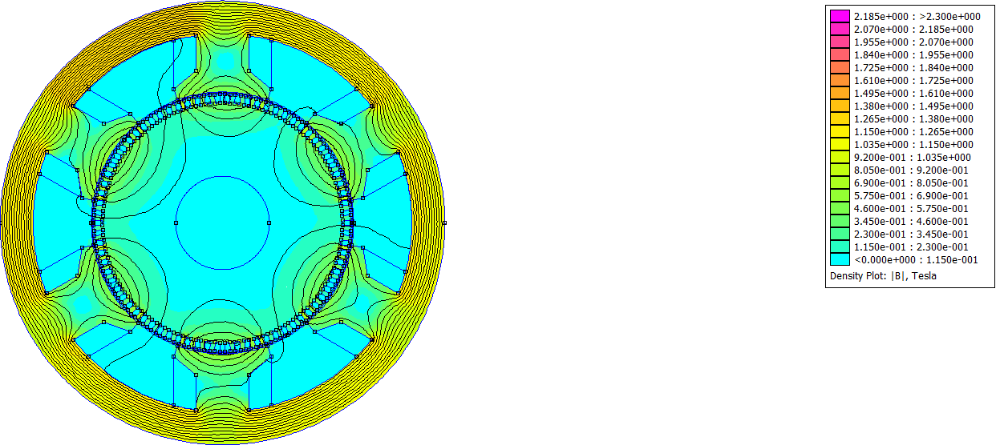 2.185e+000 : >2.300e+000
2.070e+000 : 2.185e+000
1.955e+000 : 2.070e+000
1.840e+000 : 1.955e+000
1.725e+000 : 1.840e+000
1.610e+000 : 1.725e+000
1.495e+000 : 1.610e+000
1.380e+000 : 1.495e+000
1.265e+000 : 1.380e+000
1.150e+000 : 1.265e+000
1.035e+000 : 1.150e+000
9.200e-001 : 1.035e+000
8.050e-001 : 9.200e-001
6.900e-001 : 8.050e-001
5.750e-001 : 6.900e-001
4.600e-001 : 5.750e-001
3.450e-001 : 4.600e-001
2.300e-001 : 3.450e-001
1.150e-001 : 2.300e-001
<0.000e+000 : 1.150e-001
Density Plot: |B|, Tesla